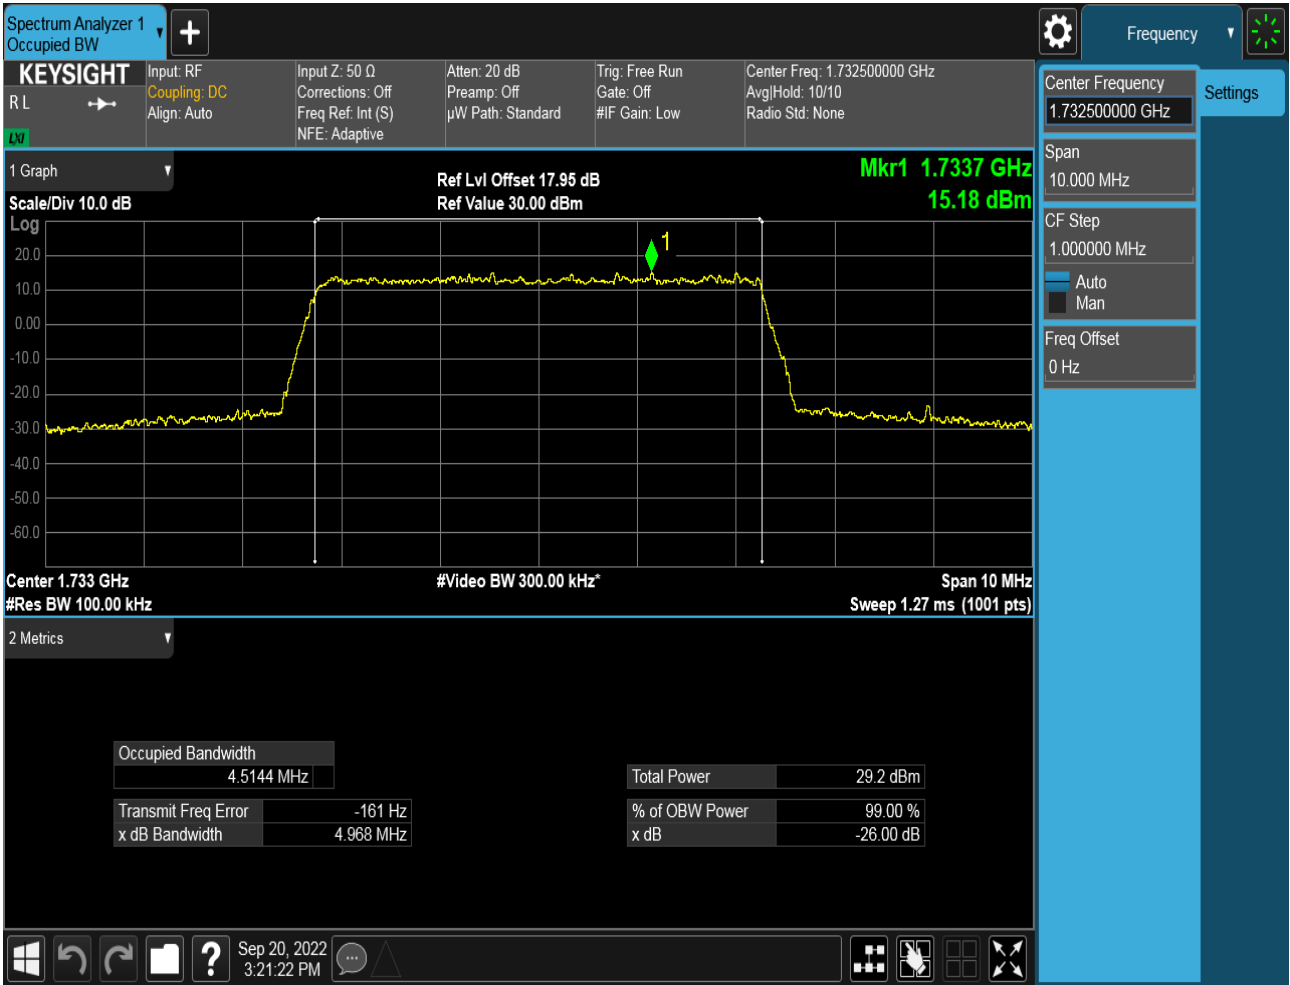 Spectrum Analyzer 1
Occupied BW
Frequency
KEYSIGHT
R L
LXI
Input: RF
Coupling: DC
Align: Auto
Input Z: 50 Ω
Corrections: Off
Freq Ref: Int (S)
NFE: Adaptive
Atten: 20 dB
Preamp: Off
µW Path: Standard
Trig: Free Run
Gate: Off
#IF Gain: Low
Center Freq: 1.732500000 GHz
Avg|Hold: 10/10
Radio Std: None
Center Frequency
1.732500000 GHz
Settings
Span
10.000 MHz
CF Step
1.000000 MHz
Auto
Man
Freq Offset
0 Hz
1 Graph
Scale/Div 10.0 dB
Ref Lvl Offset 17.95 dB
Ref Value 30.00 dBm
Mkr1 1.7337 GHz
15.18 dBm
Log
1
20.0
10.0
0.00
-10.0
-20.0
-30.0
-40.0
-50.0
-60.0
Center 1.733 GHz
#Res BW 100.00 kHz
#Video BW 300.00 kHz*
Span 10 MHz
Sweep 1.27 ms (1001 pts)
2 Metrics
Occupied Bandwidth
4.5144 MHz
Transmit Freq Error -161 Hz
x dB Bandwidth 4.968 MHz
Total Power 29.2 dBm
% of OBW Power 99.00 %
x dB -26.00 dB
?
Sep 20, 2022
3:21:22 PM